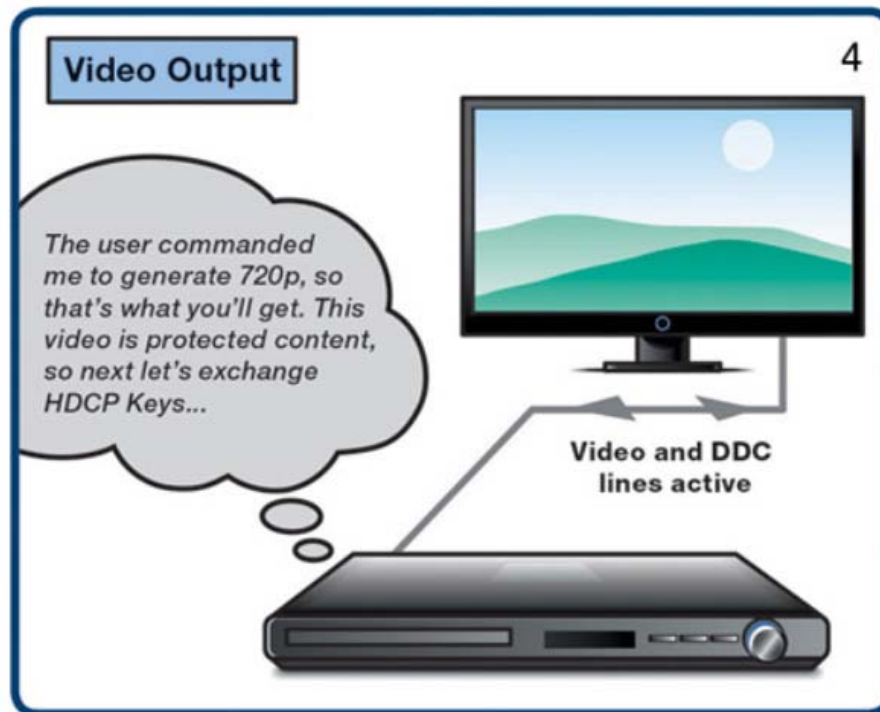 Video Output
4
The user commanded
me to generate 720p, so
that's what you'll get. This
video is protected content,
so next let's exchange
HDCP Keys...
Video and DDC
lines active